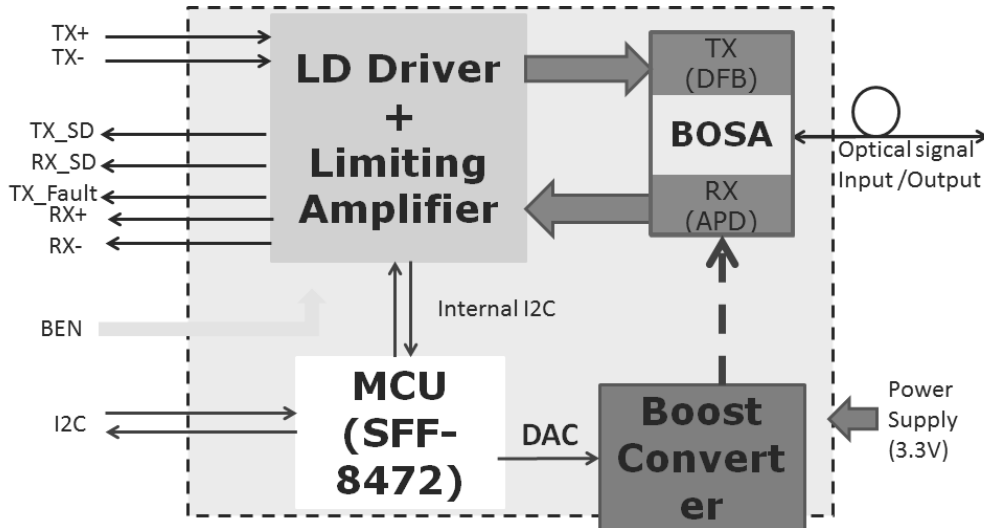 TX+
TX-
TX_SD
RX_SD
TX_Fault
RX+
RX-
BEN
I2C
LD Driver
+
Limiting
Amplifier
TX
(DFB)
BOSA
RX
(APD)
Optical signal
Input /Output
Internal I2C
MCU
(SFF-
8472)
DAC
Boost
Convert
er
Power
Supply
(3.3V)